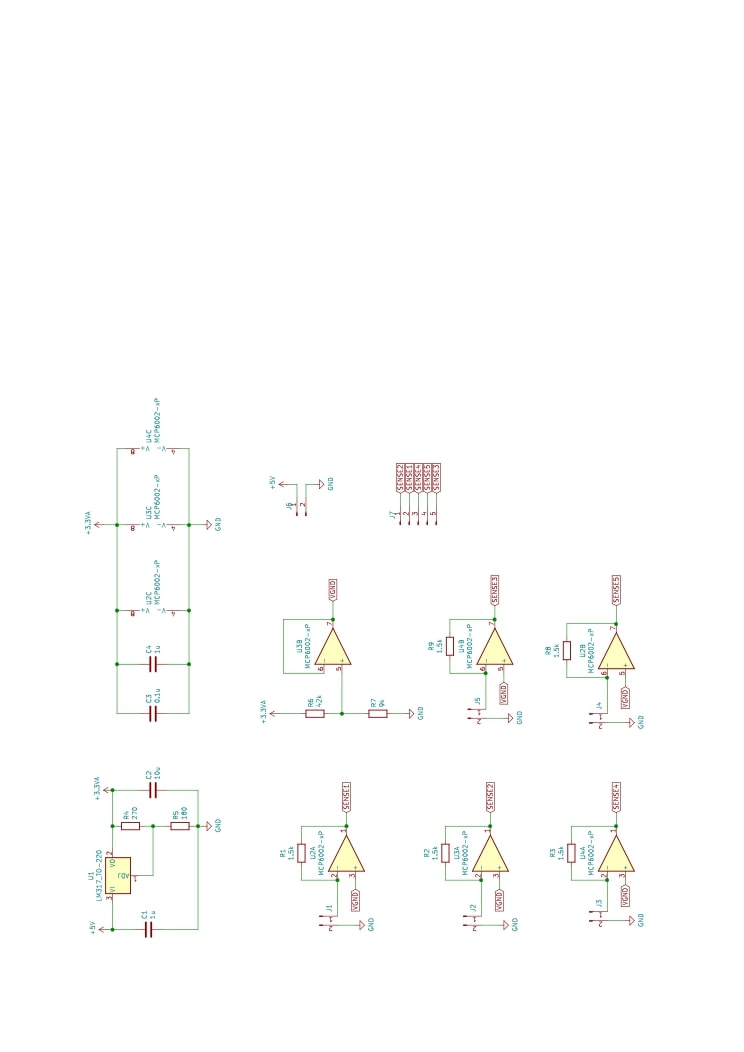 +5V
C1
1u
U1
LM317_TO-220
3
VI
VO
2
ADJ
1
R4
270
R5
180
+3.3VA
C2
10u
GND
C3
0.1u
C4
1u
U2C
MCP6002-xP
8
V+
V-
4
+3.3VA
U3C
MCP6002-xP
8
V+
V-
4
GND
U4C
MCP6002-xP
8
V+
V-
4
J1
1
2
GND
VGND
R1
1.5k
U2A
MCP6002-xP
2
3
-
+
1
SENSE1
+3.3VA
R6
42k
R7
9k
GND
U3B
MCP6002-xP
6
5
-
+
7
VGND
J6
1
2
+5V
GND
J7
1
2
3
4
5
SENSE2
SENSE1
SENSE4
SENSE5
SENSE3
J2
1
2
GND
VGND
R2
1.5k
U3A
MCP6002-xP
2
3
-
+
1
SENSE2
J5
1
2
GND
VGND
R9
1.5k
U4B
MCP6002-xP
6
5
-
+
7
SENSE3
J3
1
2
GND
VGND
R3
1.5k
U4A
MCP6002-xP
2
3
-
+
1
SENSE4
J4
1
2
GND
VGND
R8
1.5k
U2B
MCP6002-xP
6
5
-
+
7
SENSE5